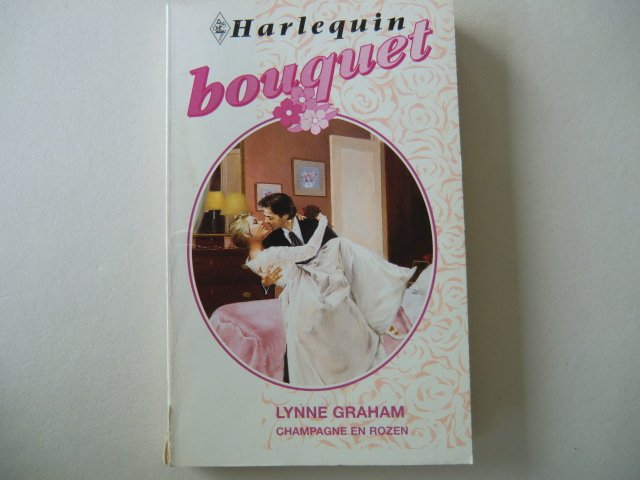 Harlequin
bouquet
LYNNE GRAHAM
CHAMPAGNE EN ROZEN